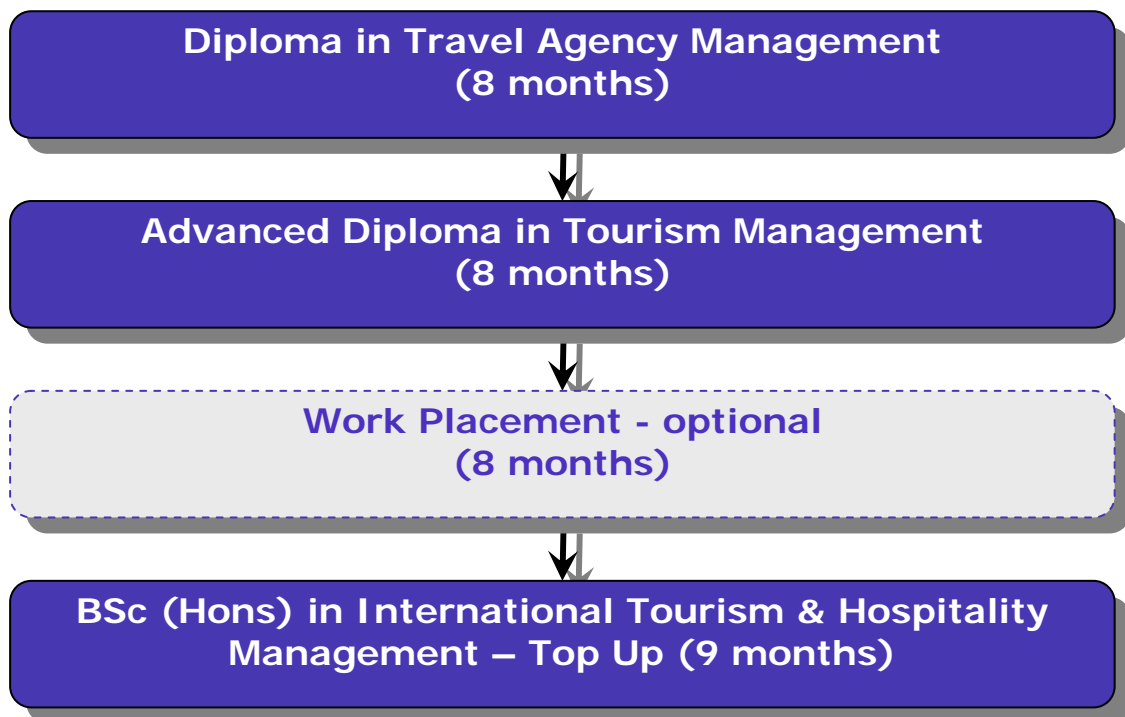 Diploma in Travel Agency Management
(8 months)
Advanced Diploma in Tourism Management
(8 months)
Work Placement - optional
(8 months)
BSc (Hons) in International Tourism & Hospitality
Management – Top Up (9 months)